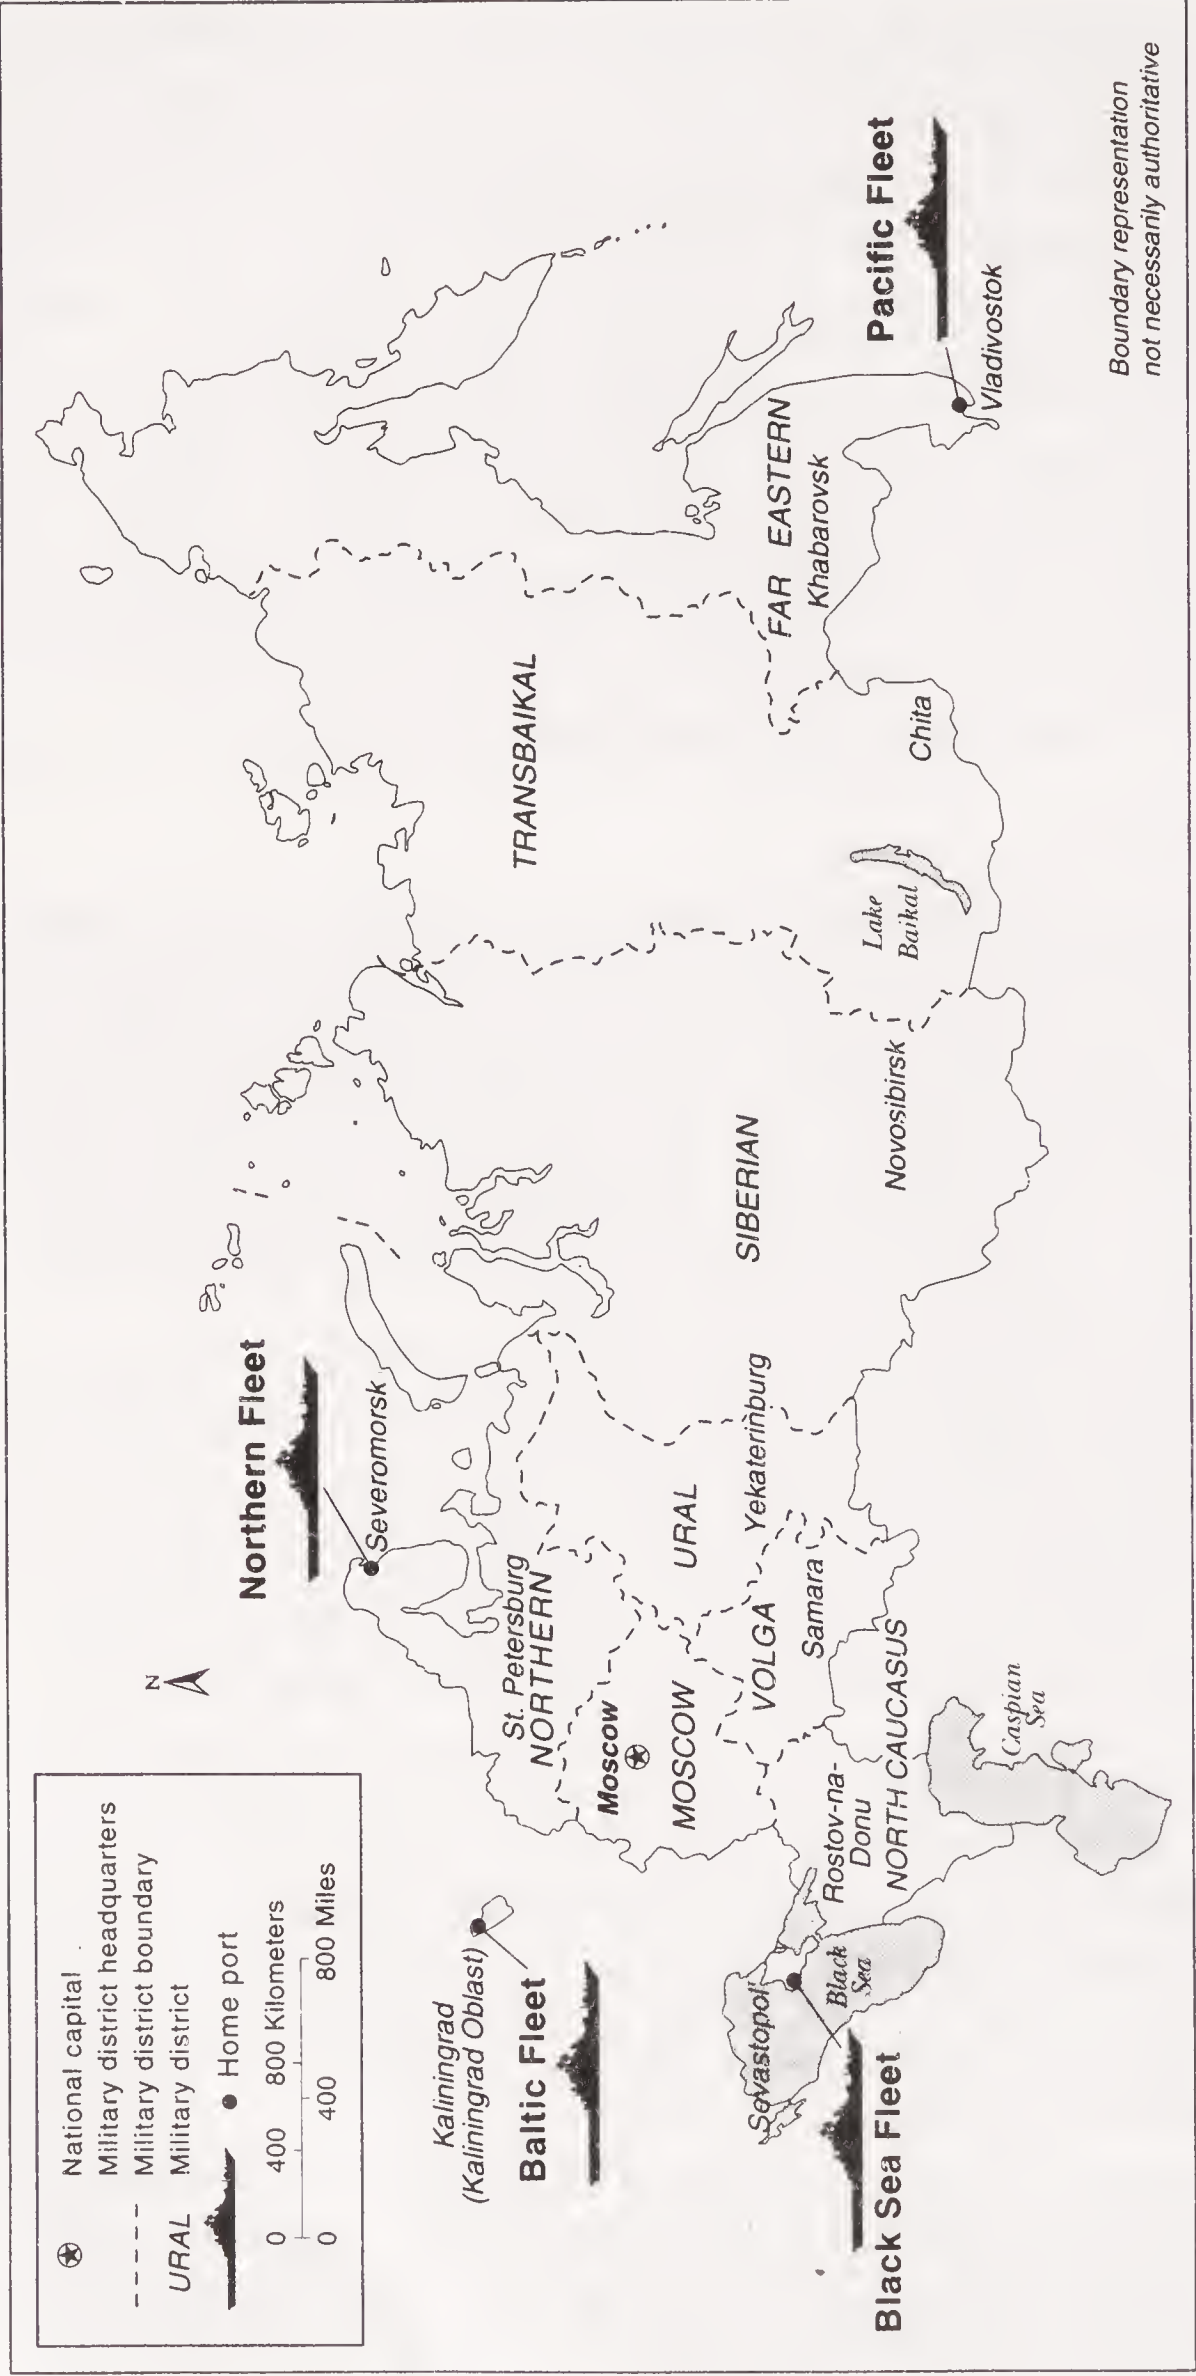 National capital
Military district headquarters
Military district boundary
URAL Military district
Home port
0 400 800 Kilometers
0 400 800 Miles
N
Northern Fleet
Severomorsk
Kaliningrad
(Kaliningrad Oblast)
Baltic Fleet
St. Petersburg
NORTHERN
Moscow
MOSCOW
URAL
Yekaterinburg
VOLGA
Samara
SIBERIAN
Novosibirsk
TRANSBAIKAL
Lake
Baikal
Chita
FAR EASTERN
Khabarovsk
Pacific Fleet
Vladivostok
Sevastopol'
Black
Sea
Black Sea Fleet
Rostov-na-
Donu
NORTH CAUCASUS
Caspian
Sea
Boundary representation
not necessarily authoritative